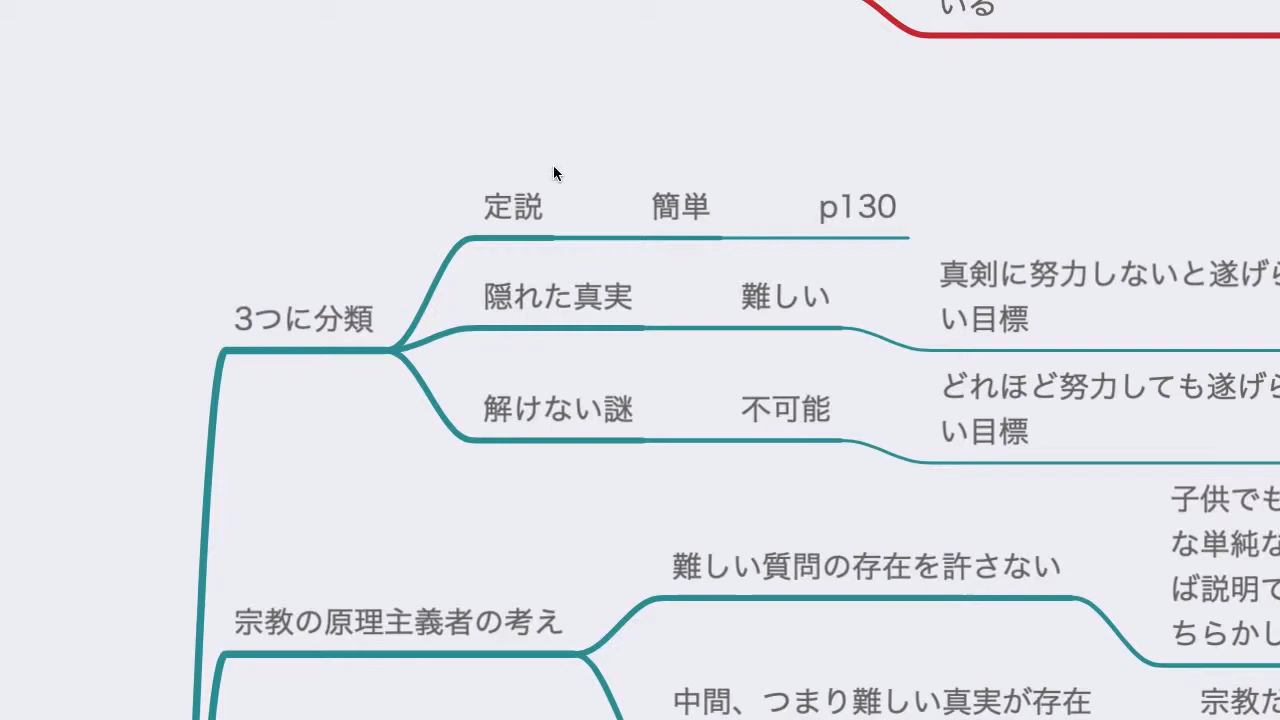 いる
3つに分類
定説
簡単
p130
隠れた真実
難しい
真剣に努力しないと遂げ
い目標
解けない謎
不可能
どれほど努力しても遂げ
い目標
宗教の原理主義者の考え
難しい質問の存在を許さない
子供でも
な単純な
ば説明
ちらかし
中間、つまり難しい真実が存在
宗教